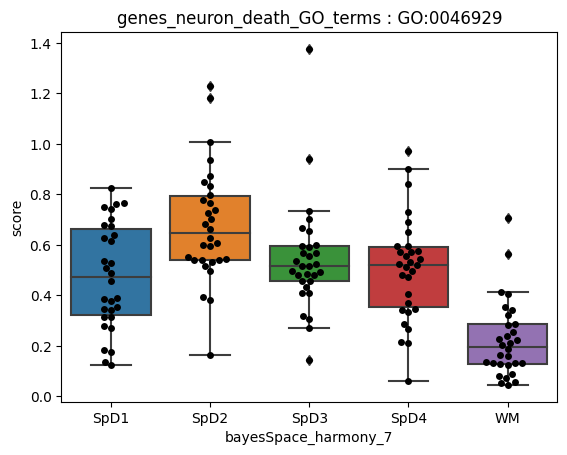 genes_neuron_death_GO_terms : GO:0046929
1.4
1.2
1.0
0.8
0.6
0.4
0.2
0.0
score
SpD1 SpD2 SpD3 SpD4 WM
bayesSpace_harmony_7